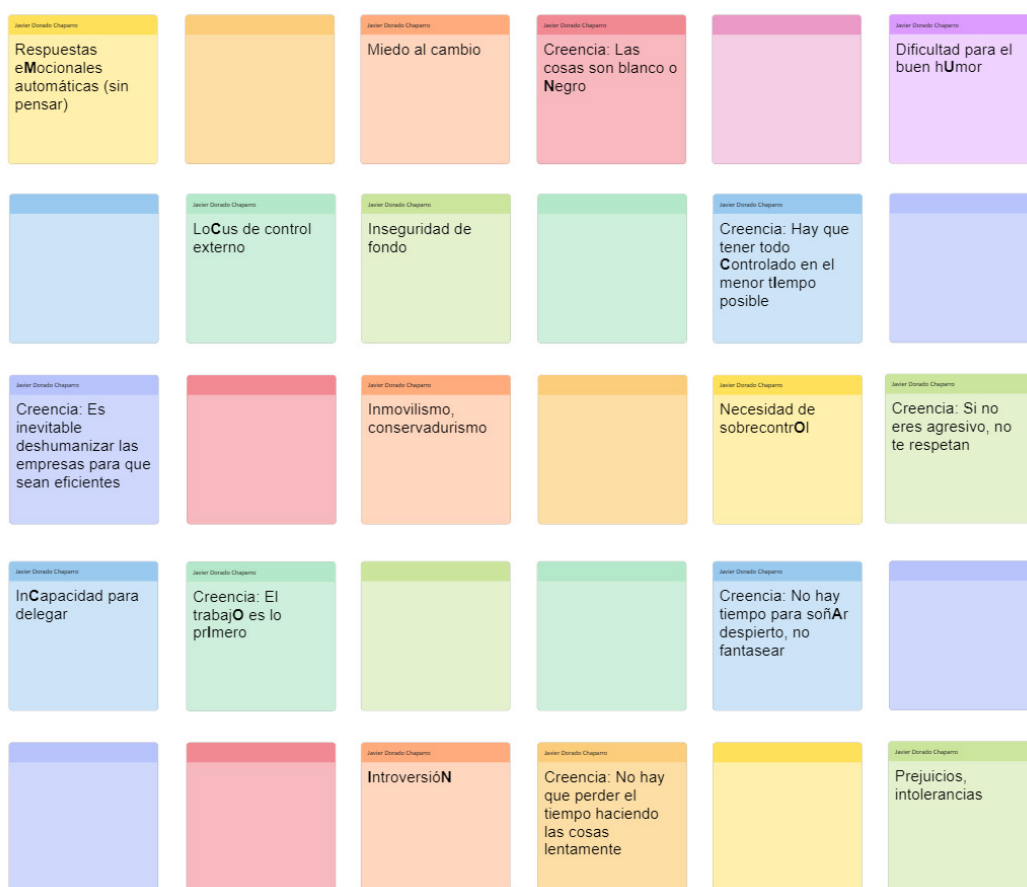 Javier Dorado Chaparro
Respuestas
eMocionales
automáticas (sin
pensar)
Javier Dorado Chaparro
Miedo al cambio
Javier Dorado Chaparro
Creencia: Las
cosas son blanco o
Negro
Javier Dorado Chaparro
Dificultad para el
buen hUmor
Javier Dorado Chaparro
LoCus de control
externo
Javier Dorado Chaparro
Inseguridad de
fondo
Javier Dorado Chaparro
Creencia: Hay que
tener todo
Controlado en el
menor tIempo
posible
Javier Dorado Chaparro
Creencia: Es
inevitable
deshumanizar las
empresas para que
sean eficientes
Javier Dorado Chaparro
Inmovilismo,
conservadurismo
Javier Dorado Chaparro
Necesidad de
sobrecontrOl
Javier Dorado Chaparro
Creencia: Si no
eres agresivo, no
te respetan
Javier Dorado Chaparro
InCapacidad para
delegar
Javier Dorado Chaparro
Creencia: El
trabajO es lo
prImero
Javier Dorado Chaparro
Creencia: No hay
tiempo para soñAr
despierto, no
fantasear
Javier Dorado Chaparro
IntroversióN
Javier Dorado Chaparro
Creencia: No hay
que perder el
tiempo haciendo
las cosas
lentamente
Javier Dorado Chaparro
Prejuicios,
intolerancias